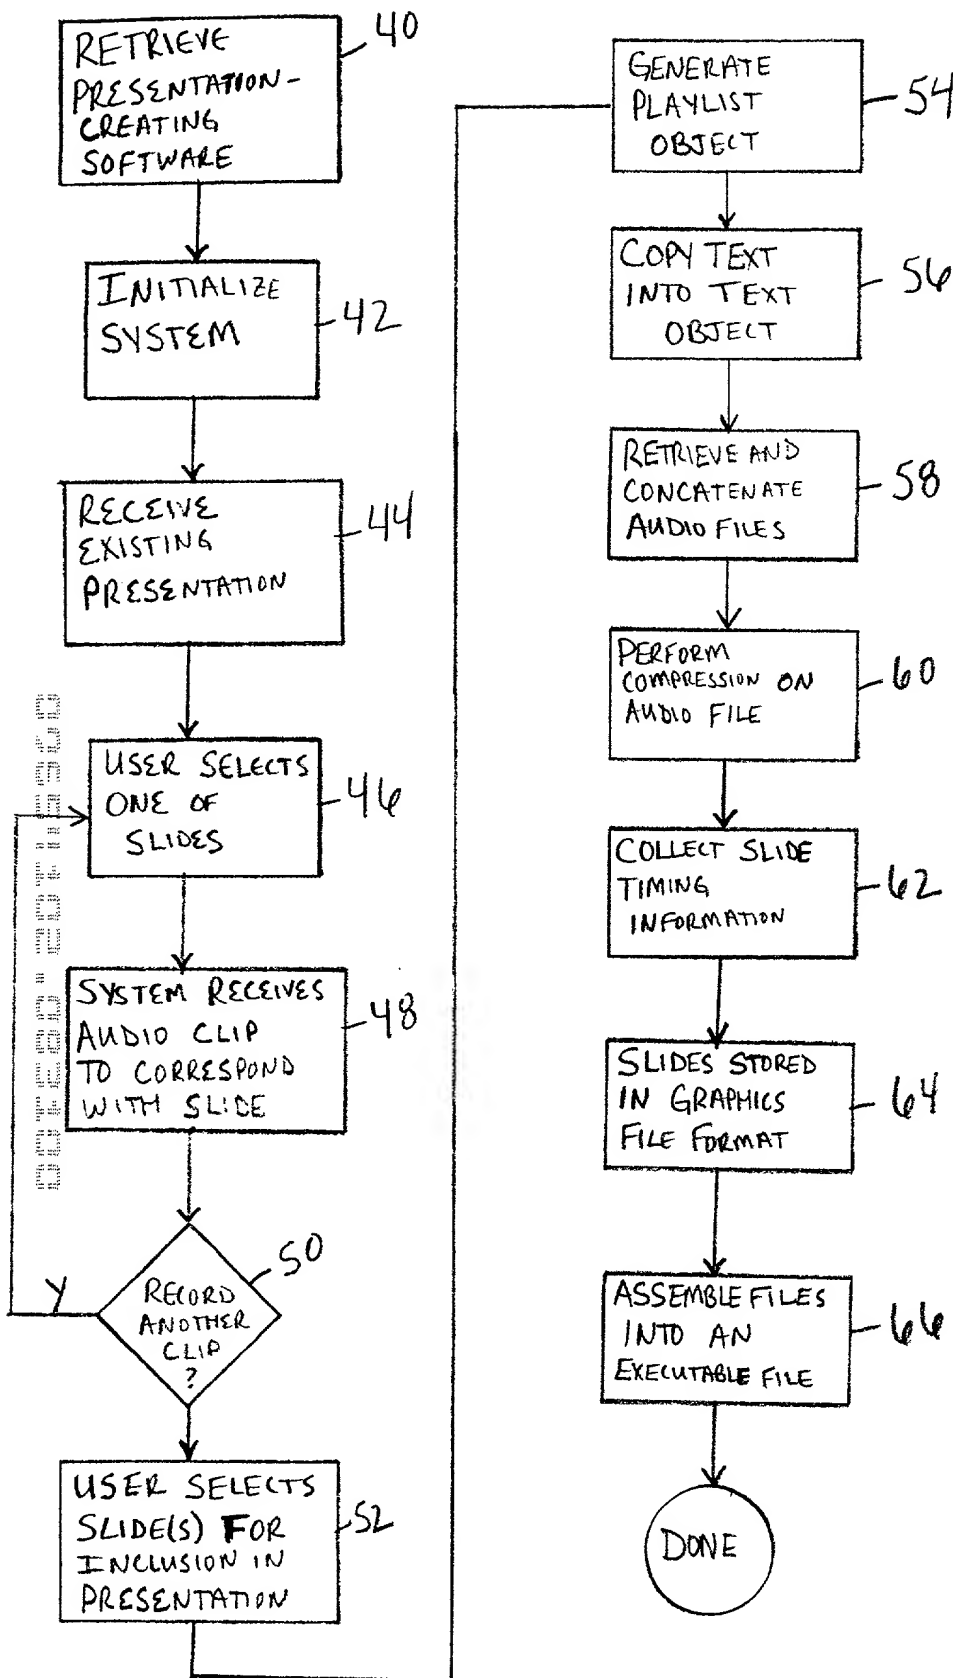 RETRIEVE
PRESENTATION-
CREATING
SOFTWARE
40
INITIALIZE
SYSTEM
42
RECEIVE
EXISTING
PRESENTATION
44
USER SELECTS
ONE OF
SLIDES
46
SYSTEM RECEIVES
AUDIO CLIP
TO CORRESPOND
WITH SLIDE
48
RECORD
ANOTHER
CLIP
?
50
Y
USER SELECTS
SLIDE(S) FOR
INCLUSION IN
PRESENTATION
52
GENERATE
PLAYLIST
OBJECT
54
COPY TEXT
INTO TEXT
OBJECT
56
RETRIEVE AND
CONCATENATE
AUDIO FILES
58
PERFORM
COMPRESSION ON
AUDIO FILE
60
COLLECT SLIDE
TIMING
INFORMATION
62
SLIDES STORED
IN GRAPHICS
FILE FORMAT
64
ASSEMBLE FILES
INTO AN
EXECUTABLE FILE
66
DONE